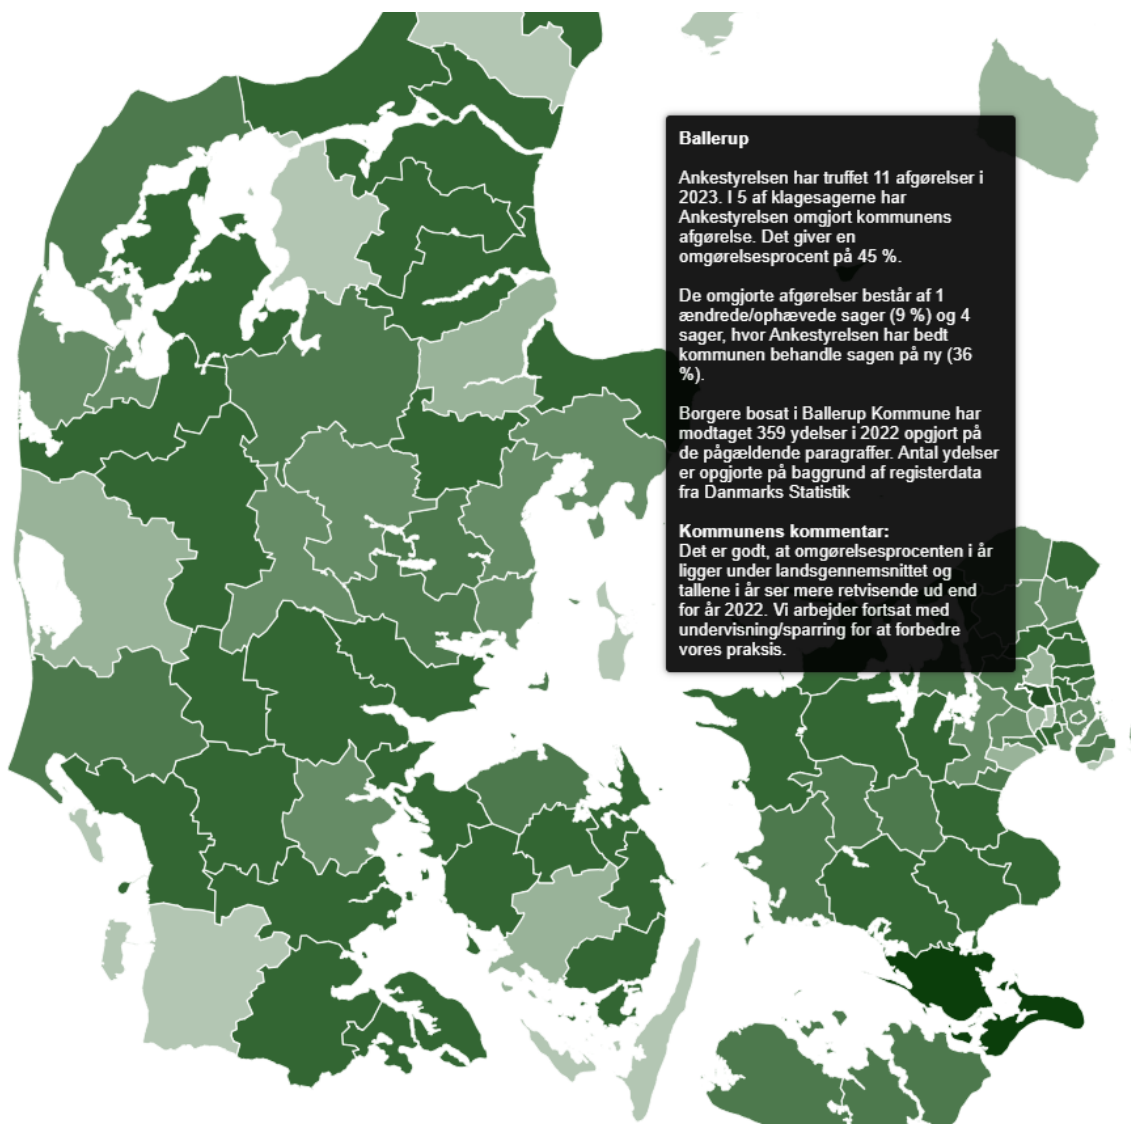 Ballerup
Ankestyrelsen har truffet 11 afgørelser i
2023. I 5 af klagesagerne har
Ankestyrelsen omgjort kommunens
afgørelse. Det giver en
omgørelsesprocent på 45 %.
De omgjorte afgørelser består af 1
ændrede/ophævede sager (9 %) og 4
sager, hvor Ankestyrelsen har bedt
kommunen behandle sagen på ny (36
%).
Borgere bosat i Ballerup Kommune har
modtaget 359 ydelser i 2022 opgjort på
de pågældende paragraffer. Antal ydelser
er opgjorte på baggrund af registerdata
fra Danmarks Statistik
Kommunens kommentar:
Det er godt, at omgørelsesprocenten i år
ligger under landsgennemsnittet og
tallene i år ser mere retvisende ud end
for år 2022. Vi arbejder fortsat med
undervisning/sparring for at forbedre
vores praksis.